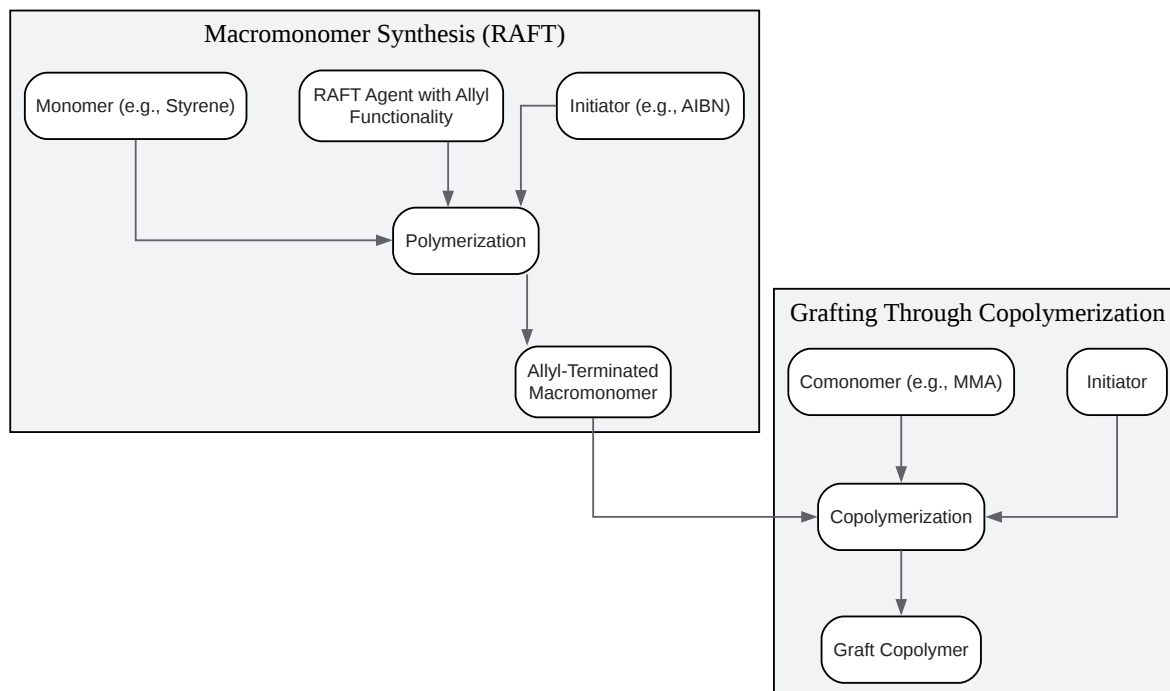 Macromonomer Synthesis (RAFT)
Monomer (e.g., Styrene)
RAFT Agent with Allyl
Functionality
Initiator (e.g., AIBN)
Polymerization
Allyl-Terminated
Macromonomer
Grafting Through Copolymerization
Comonomer (e.g., MMA)
Initiator
Copolymerization
Graft Copolymer